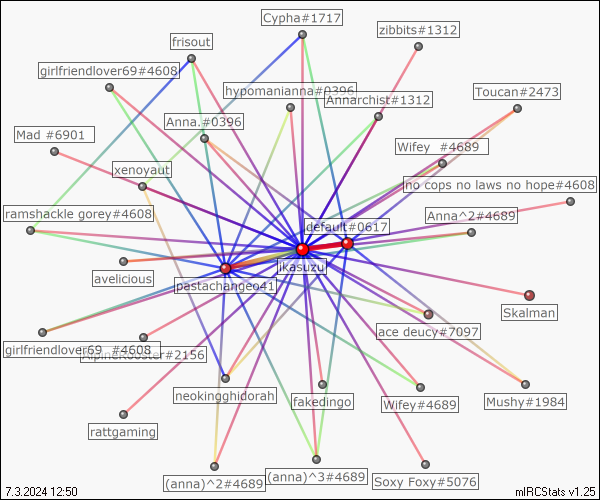 Cypha#1717
zibbits#1312
frisout
girlfriendlover69#4608
hypomanianna#0396
Annarchist#1312
Toucan#2473
Anna.#0396
Mad #6901
Wifey #4689
xenoyaut
no cops no laws no hope#4608
ramshackle gorey#4608
default#0617
Anna^2#4689
ikasuzu
avelicious
pastachangeo41
Skalman
ace deucy#7097
girlfriendlover69 #4608
AlpineRooster#2156
neokingghidorah
fakedingo
Wifey#4689
Mushy#1984
rattgaming
(anna)^2#4689
(anna)^3#4689
Soxy Foxy#5076
7.3.2024 12:50
mIRCStats v1.25